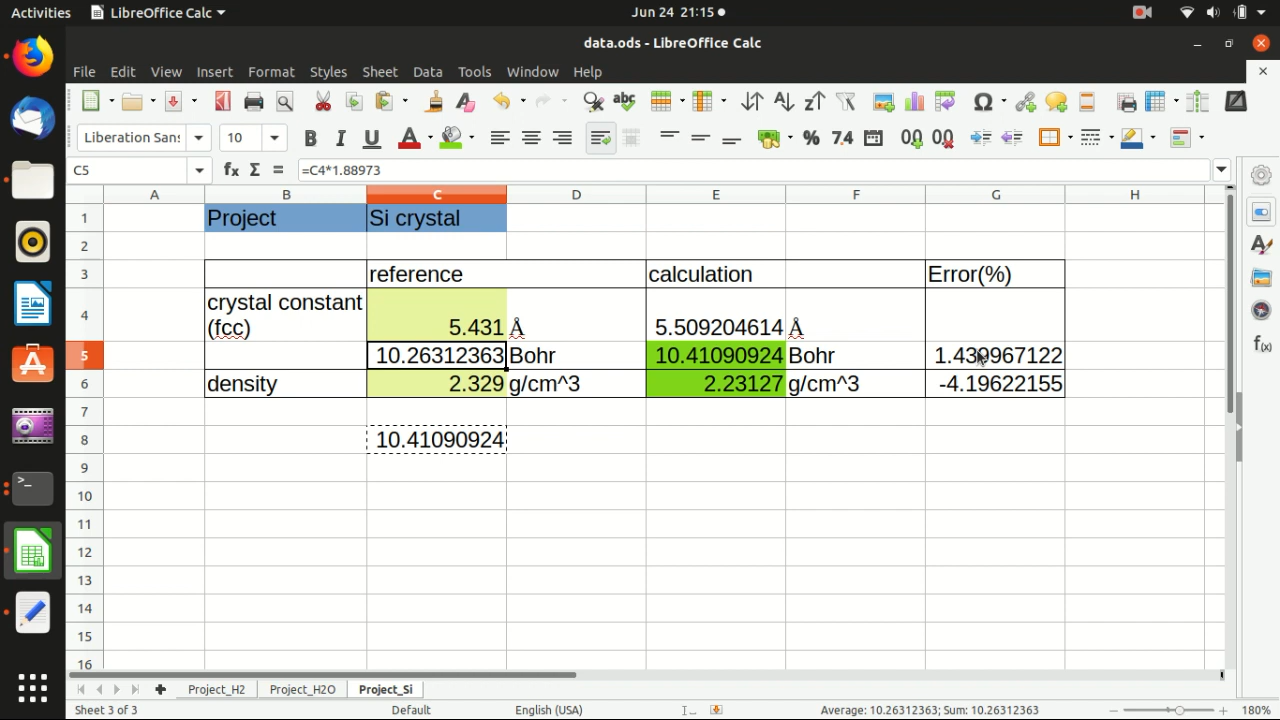 Activities LibreOffice Calc Jun 24 21:15
data.ods - LibreOffice Calc
File Edit View Insert Format Styles Sheet Data Tools Window Help
Liberation Sans 10
C5 =C4*1.88973
A B C D E F G H
1 Project Si crystal
2
3 reference calculation Error(%)
4 crystal constant
(fcc) 5.431 Å 5.509204614 Å
5 10.26312363 Bohr 10.41090924 Bohr 1.439967122
6 density 2.329 g/cm^3 2.23127 g/cm^3 -4.19622155
7
8 10.41090924
9
10
11
12
13
14
15
16
Project_H2 Project_H2O Project_Si
Sheet 3 of 3 Default English (USA) Average: 10.26312363; Sum: 10.26312363 180%